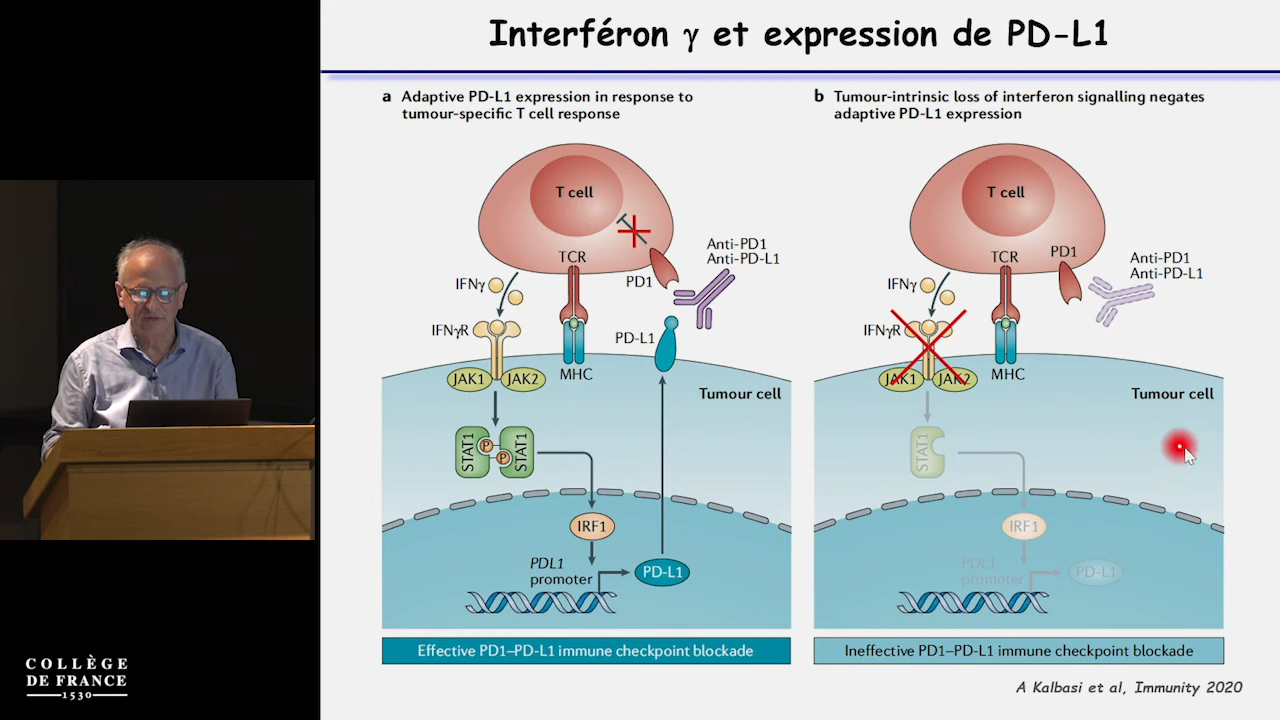 Interféron γ et expression de PD-L1
a Adaptive PD-L1 expression in response to
tumour-specific T cell response
T cell
TCR
IFNγ
PD1
Anti-PD1
Anti-PD-L1
IFNγR
PD-L1
JAK1
JAK2
MHC
Tumour cell
STAT1
P
P
STAT1
IRF1
PDL1
promoter
PD-L1
Effective PD1–PD-L1 immune checkpoint blockade
b Tumour-intrinsic loss of interferon signalling negates
adaptive PD-L1 expression
T cell
TCR
PD1
IFNγ
Anti-PD1
Anti-PD-L1
IFNγR
JAK1
JAK2
MHC
Tumour cell
STAT1
IRF1
PDL1
promoter
PD-L1
Ineffective PD1–PD-L1 immune checkpoint blockade
A Kalbasi et al, Immunity 2020
COLLÈGE
DE FRANCE
1530